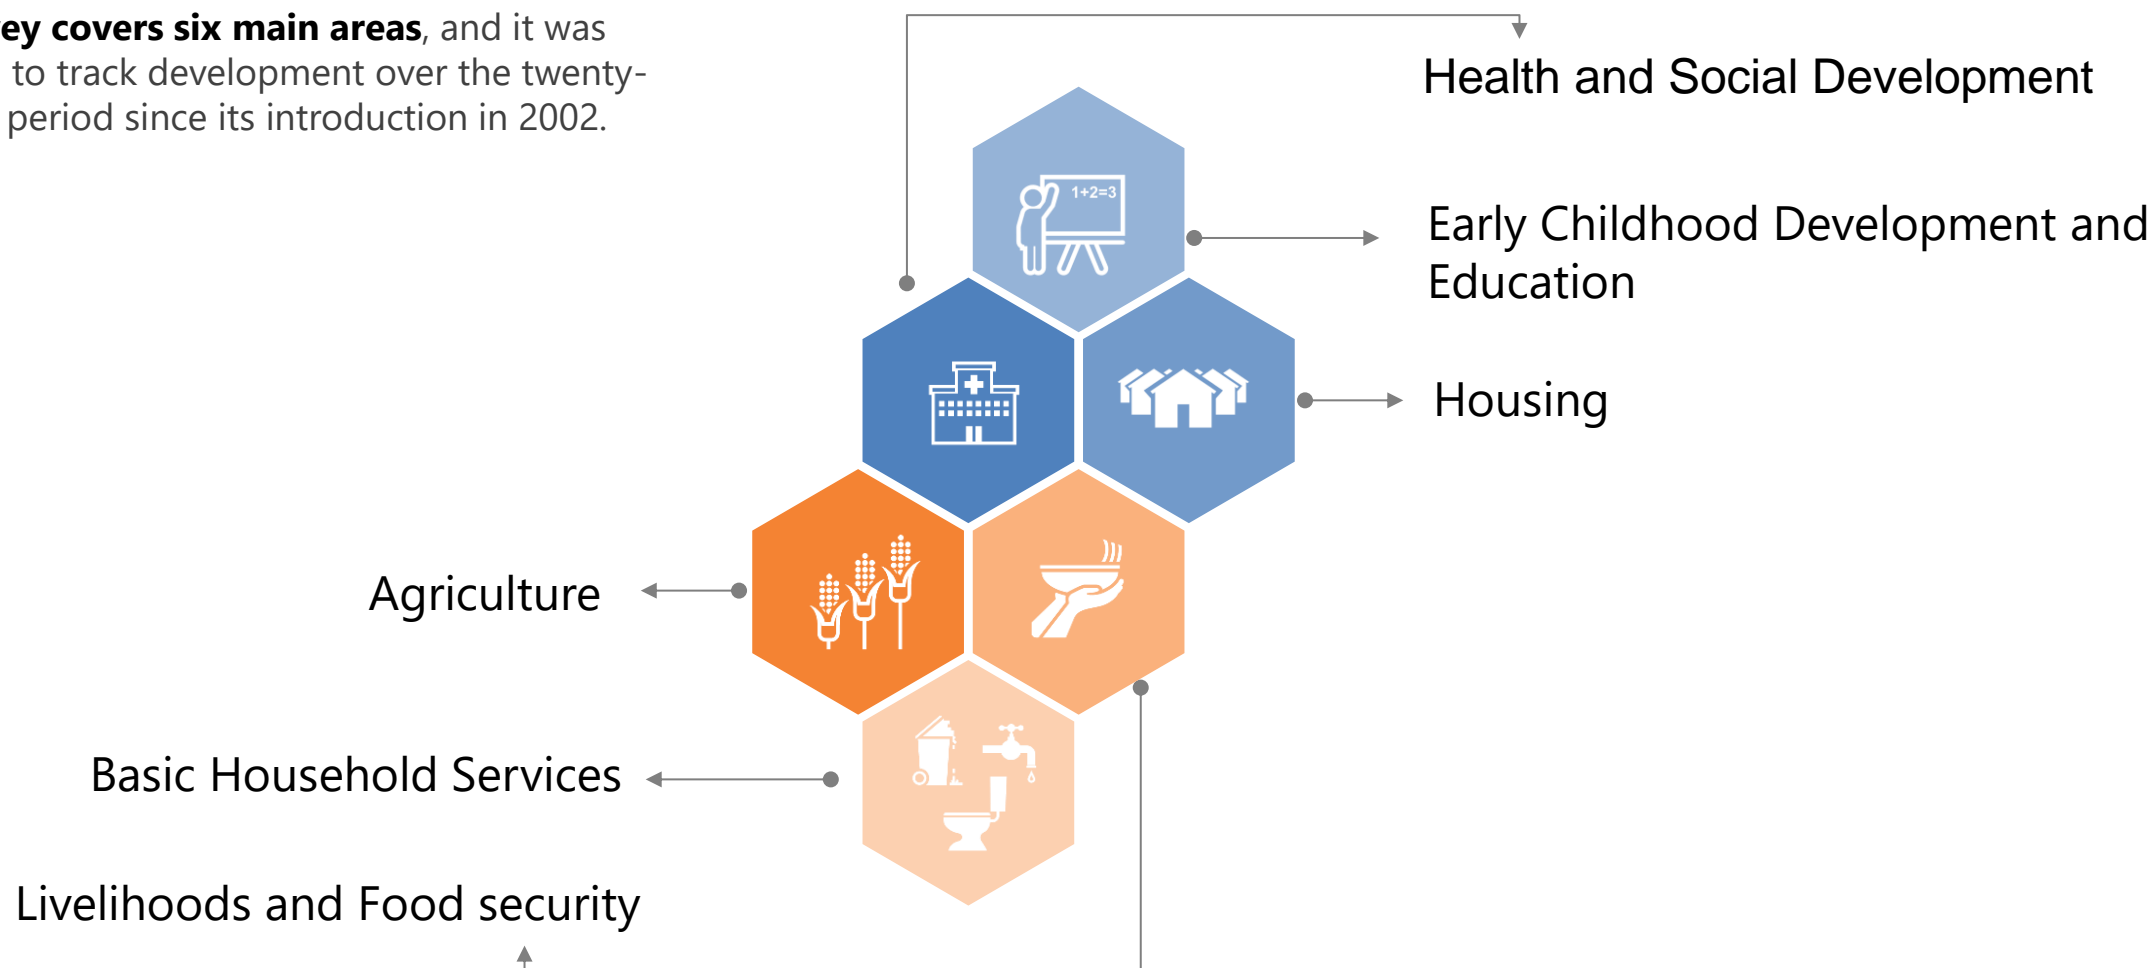 ey covers six main areas, and it was
to track development over the twenty-
period since its introduction in 2002.
Health and Social Development
1+2=3
Early Childhood Development and
Education
Housing
Agriculture
Basic Household Services
Livelihoods and Food security